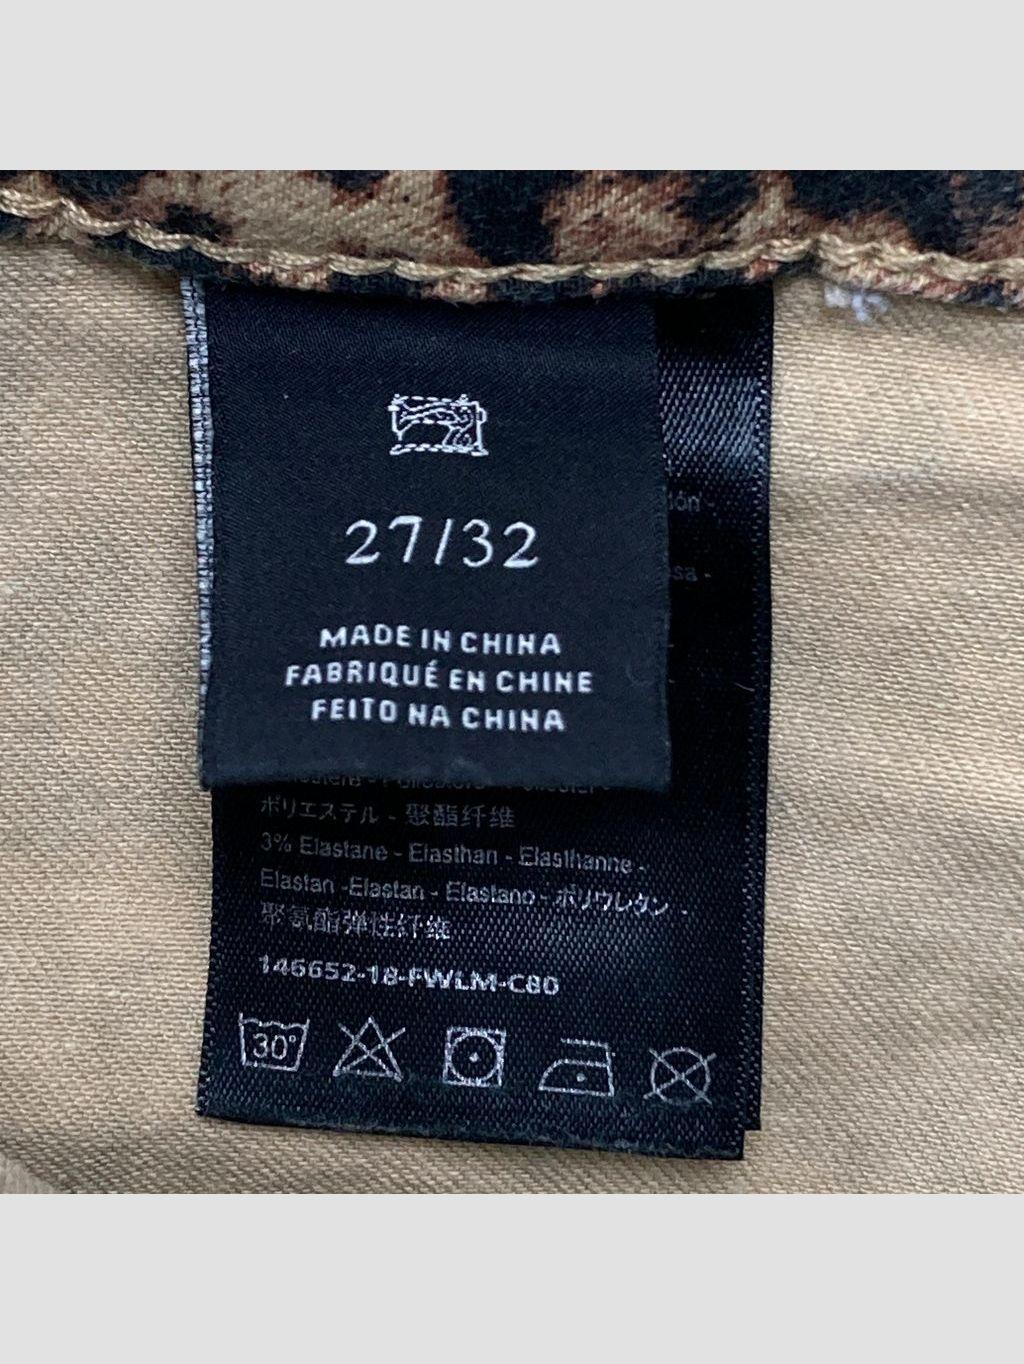 27/32
MADE IN CHINA
FABRIQUÉ EN CHINE
FEITO NA CHINA
ポリエステル - 聚酯纤维
3% Elastane - Elasthan - Elasthanne -
Elastan -Elastan - Elastano - ポリウレタン -
聚氨酯弹性纤维
146652-18-FWLM-C80
30°